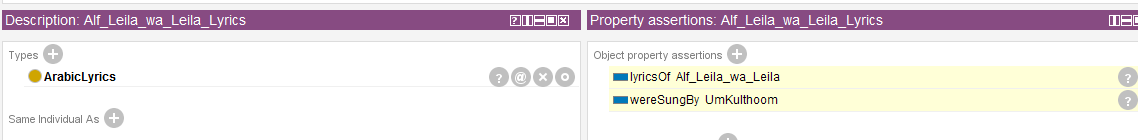 Description: Alf_Leila_wa_Leila_Lyrics
Types
ArabicLyrics
Same Individual As
Property assertions: Alf_Leila_wa_Leila_Lyrics
Object property assertions
lyricsOf Alf_Leila_wa_Leila
wereSungBy UmKulthoom